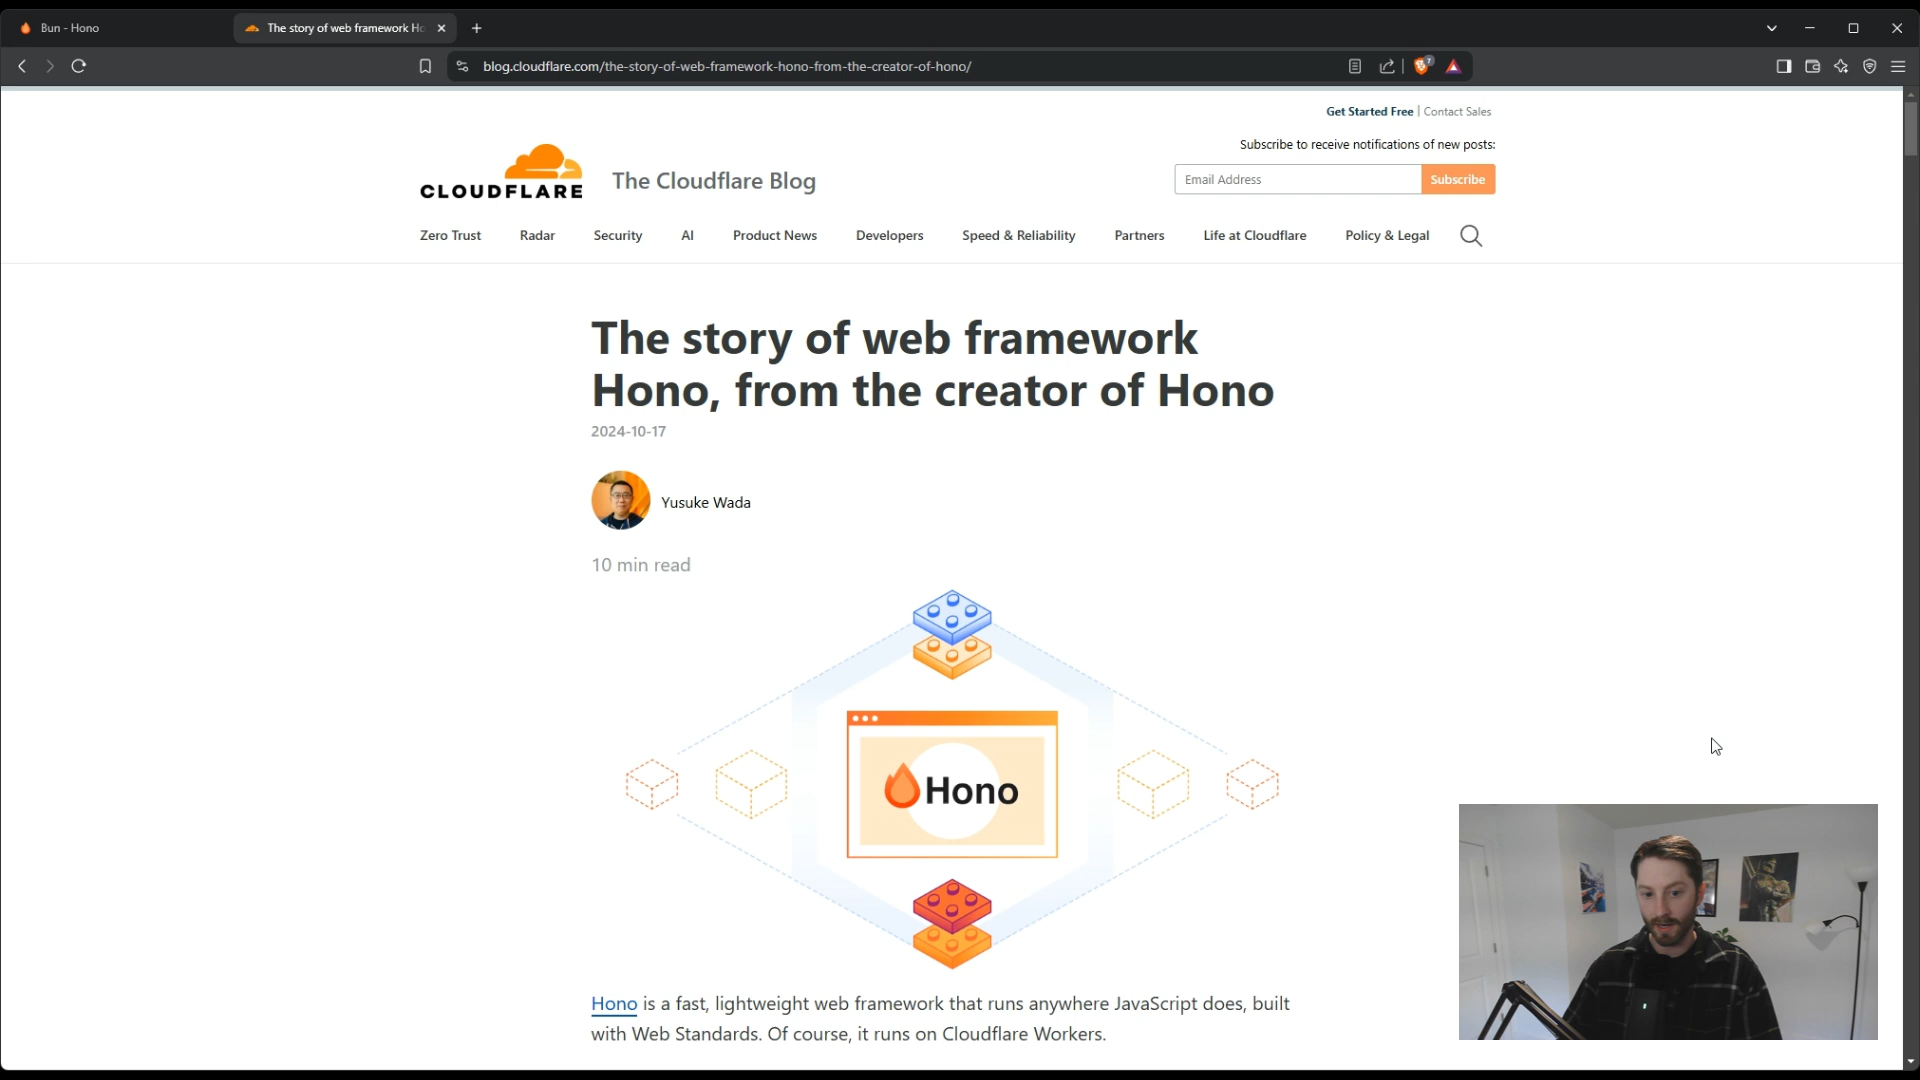 Bun - Hono
The story of web framework Ho
blog.cloudflare.com/the-story-of-web-framework-hono-from-the-creator-of-hono/
7
Get Started Free | Contact Sales
Subscribe to receive notifications of new posts:
CLOUDFLARE
The Cloudflare Blog
Email Address
Subscribe
Zero Trust Radar Security AI Product News Developers Speed & Reliability Partners Life at Cloudflare Policy & Legal
The story of web framework
Hono, from the creator of Hono
2024-10-17
Yusuke Wada
10 min read
Hono
Hono is a fast, lightweight web framework that runs anywhere JavaScript does, built
with Web Standards. Of course, it runs on Cloudflare Workers.